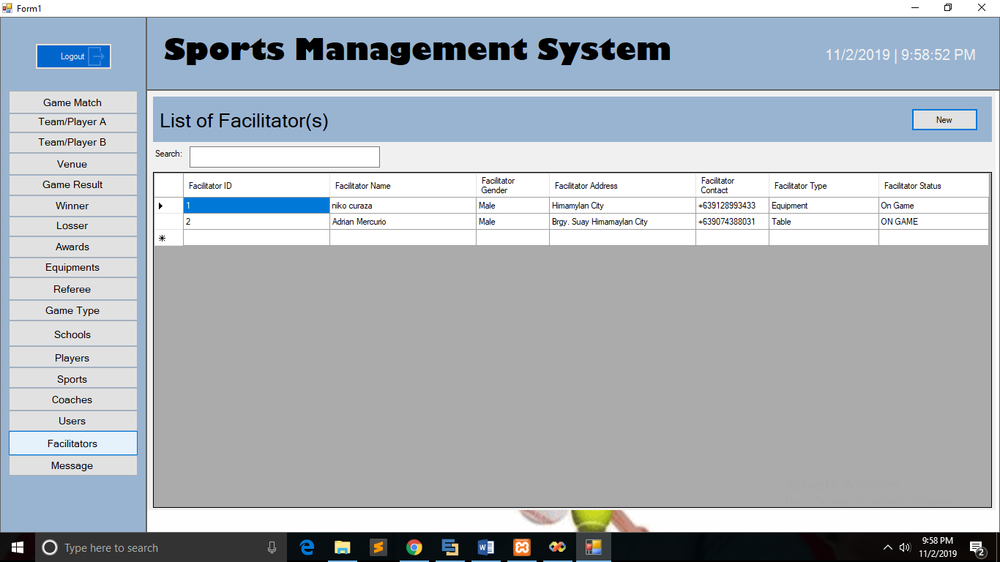 Form1
Logout
Sports Management System
11/2/2019 | 9:58:52 PM
Game Match
Team/Player A
Team/Player B
Venue
Game Result
Winner
Losser
Awards
Equipments
Referee
Game Type
Schools
Players
Sports
Coaches
Users
Facilitators
Message
List of Facilitator(s)
New
Search:
Facilitator ID Facilitator Name Facilitator Gender Facilitator Address Facilitator Contact Facilitator Type Facilitator Status
1 niko curaza Male Himamylan City +639128993433 Equipment On Game
2 Adrian Mercurio Male Brgy. Suay Himamaylan City +639074388031 Table ON GAME
Type here to search
9:58 PM
11/2/2019
2